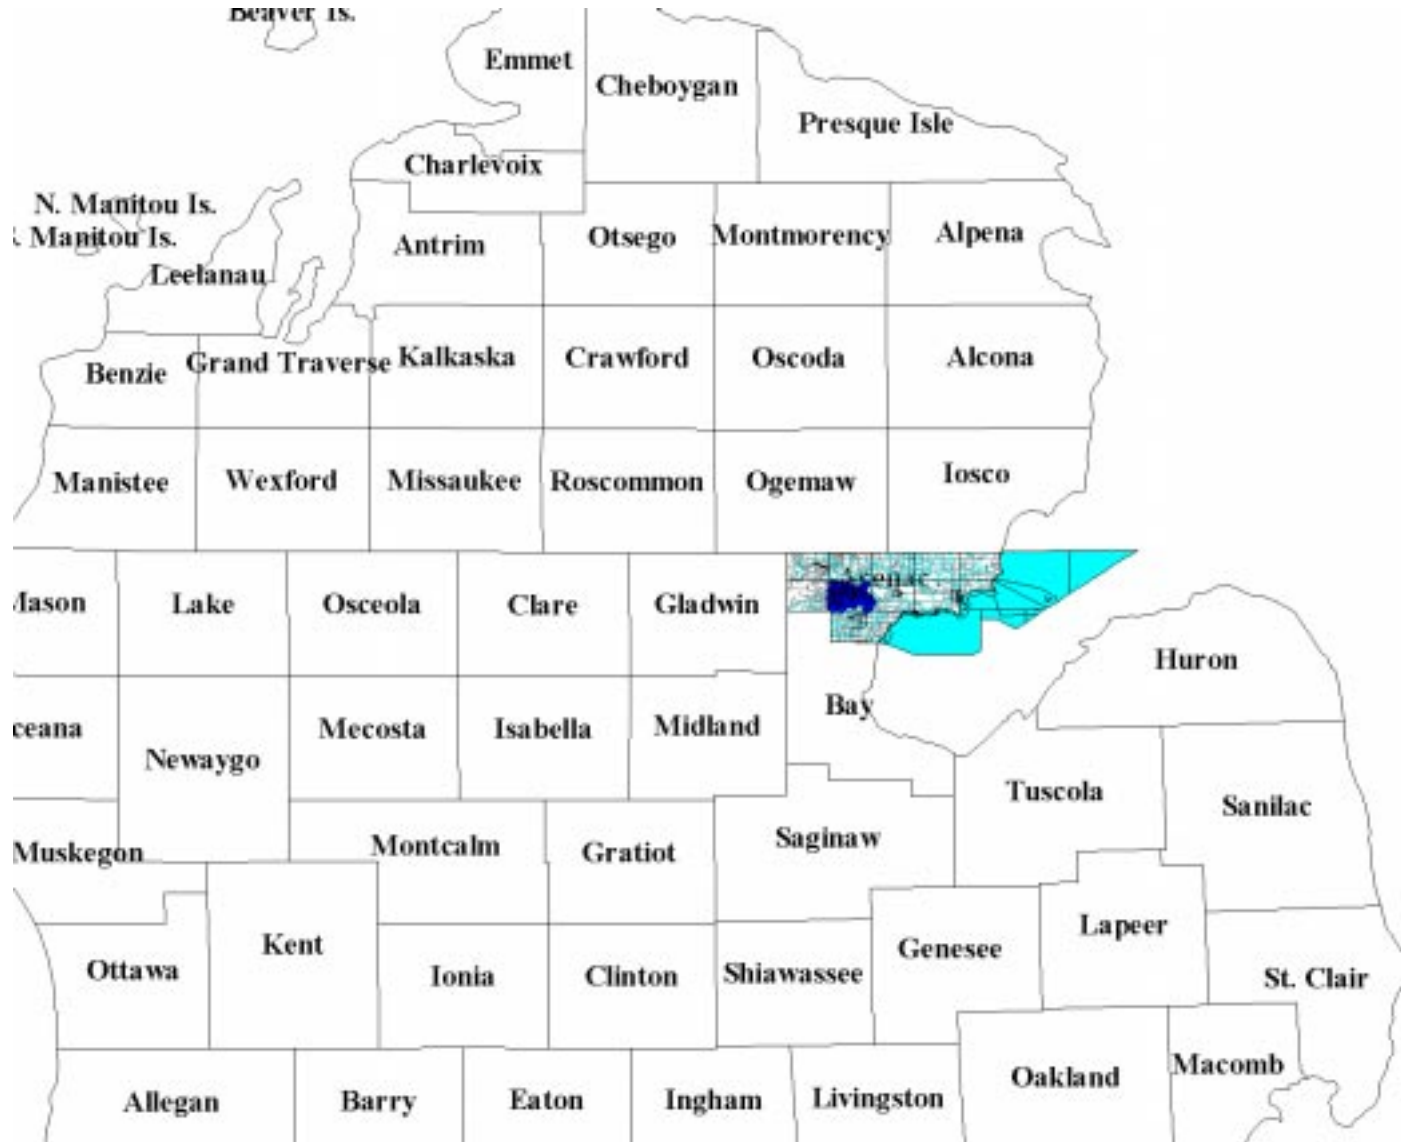 Beaver Is.
Emmet
Cheboygan
Presque Isle
Charlevoix
N. Manitou Is.
. Manitou Is.
Antrim
Otsego
Montmorency
Alpena
Leelanau
Benzie
Grand Traverse
Kalkaska
Crawford
Oscoda
Alcona
Manistee
Wexford
Missaukee
Roscommon
Ogemaw
Iosco
Mason
Lake
Osceola
Clare
Gladwin
Arenac
Huron
ceana
Newaygo
Mecosta
Isabella
Midland
Bay
Tuscola
Sanilac
Muskegon
Montcalm
Gratiot
Saginaw
Ottawa
Kent
Ionia
Clinton
Shiawassee
Genesee
Lapeer
St. Clair
Allegan
Barry
Eaton
Ingham
Livingston
Oakland
Macomb